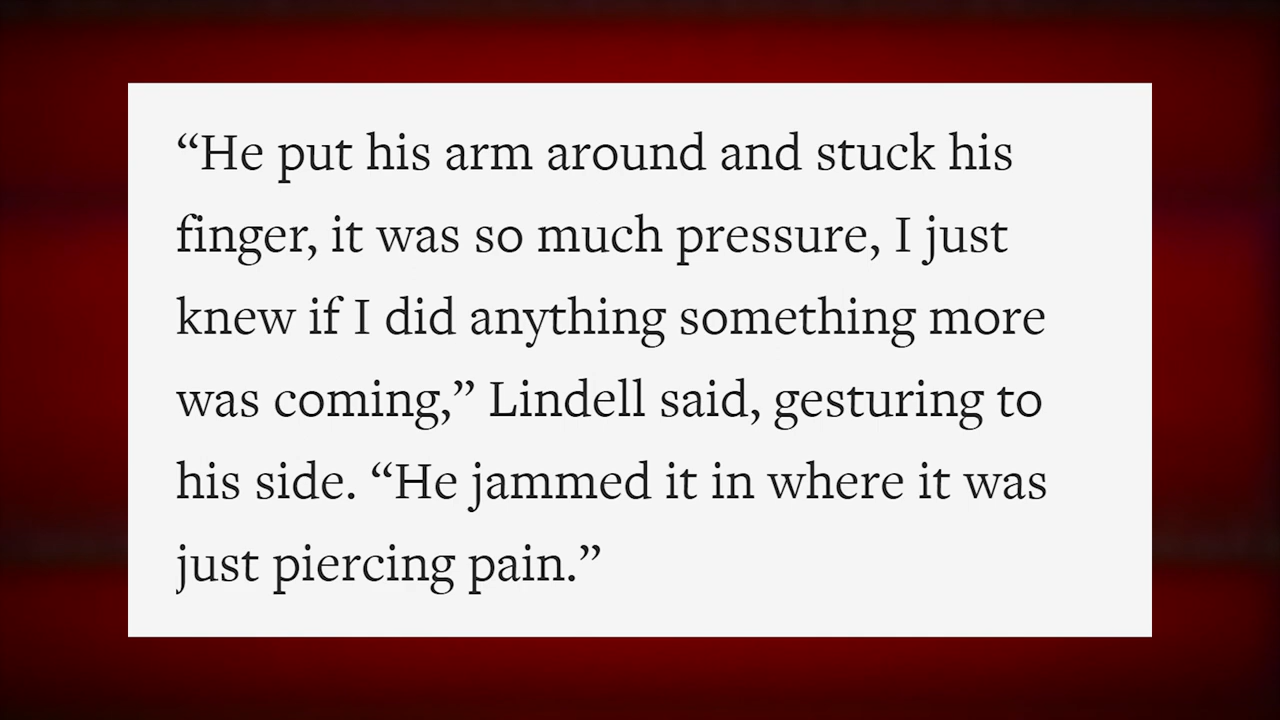 “He put his arm around and stuck his
finger, it was so much pressure, I just
knew if I did anything something more
was coming,” Lindell said, gesturing to
his side. “He jammed it in where it was
just piercing pain.”